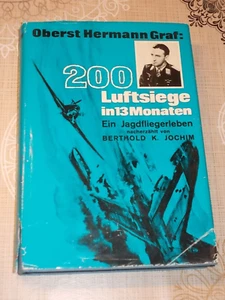 Oberst Hermann Graf:
200
Luftsiege
in 13 Monaten
Ein Jagdfliegerleben
nacherzählt von
BERTHOLD K. JOCHIM